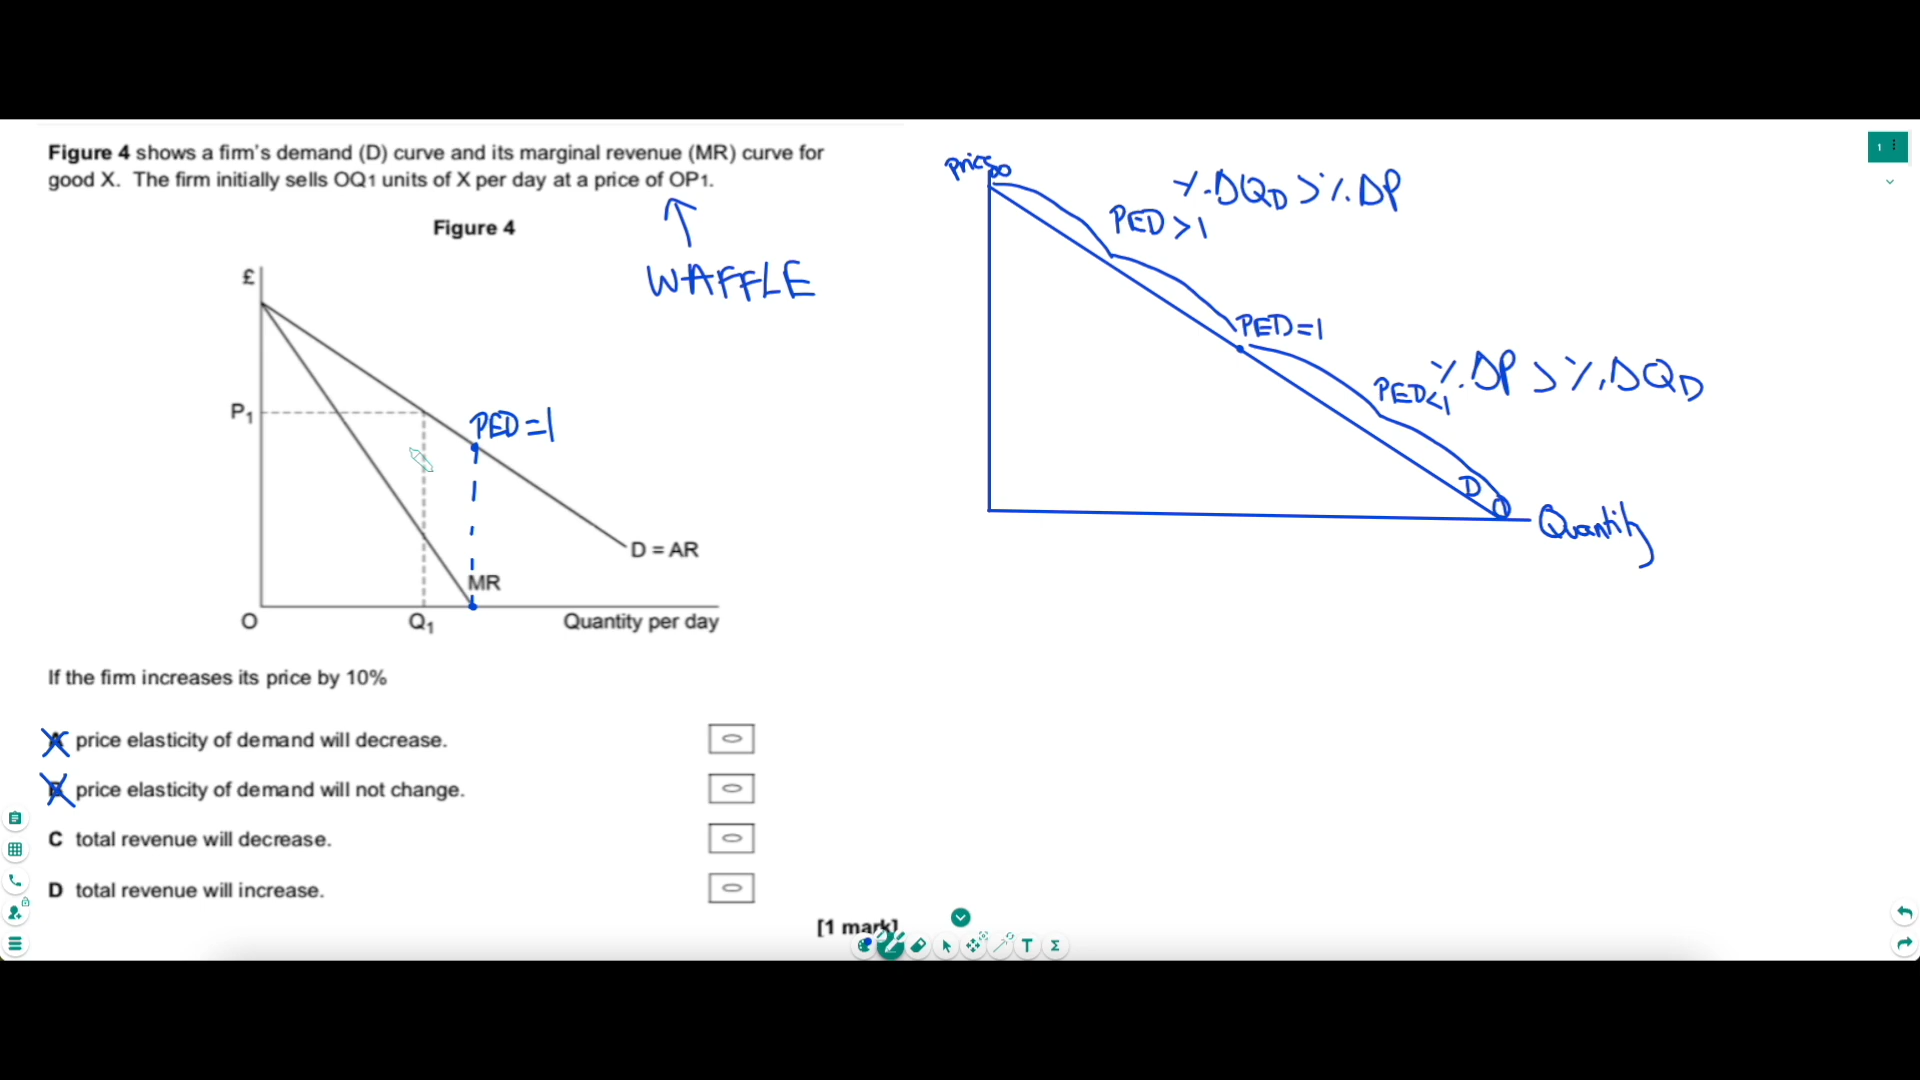 Figure 4 shows a firm's demand (D) curve and its marginal revenue (MR) curve for
good X. The firm initially sells OQ1 units of X per day at a price of OP1.
Figure 4
WAFFLE
£
P1
PED=1
D = AR
MR
O
Q1
Quantity per day
If the firm increases its price by 10%
A price elasticity of demand will decrease.
B price elasticity of demand will not change.
C total revenue will decrease.
D total revenue will increase.
[1 mark]
price
∞
PED>1
%ΔQD > %ΔP
PED=1
PED<1
%ΔP > %ΔQD
D
0
Quantity
1
T
Σ